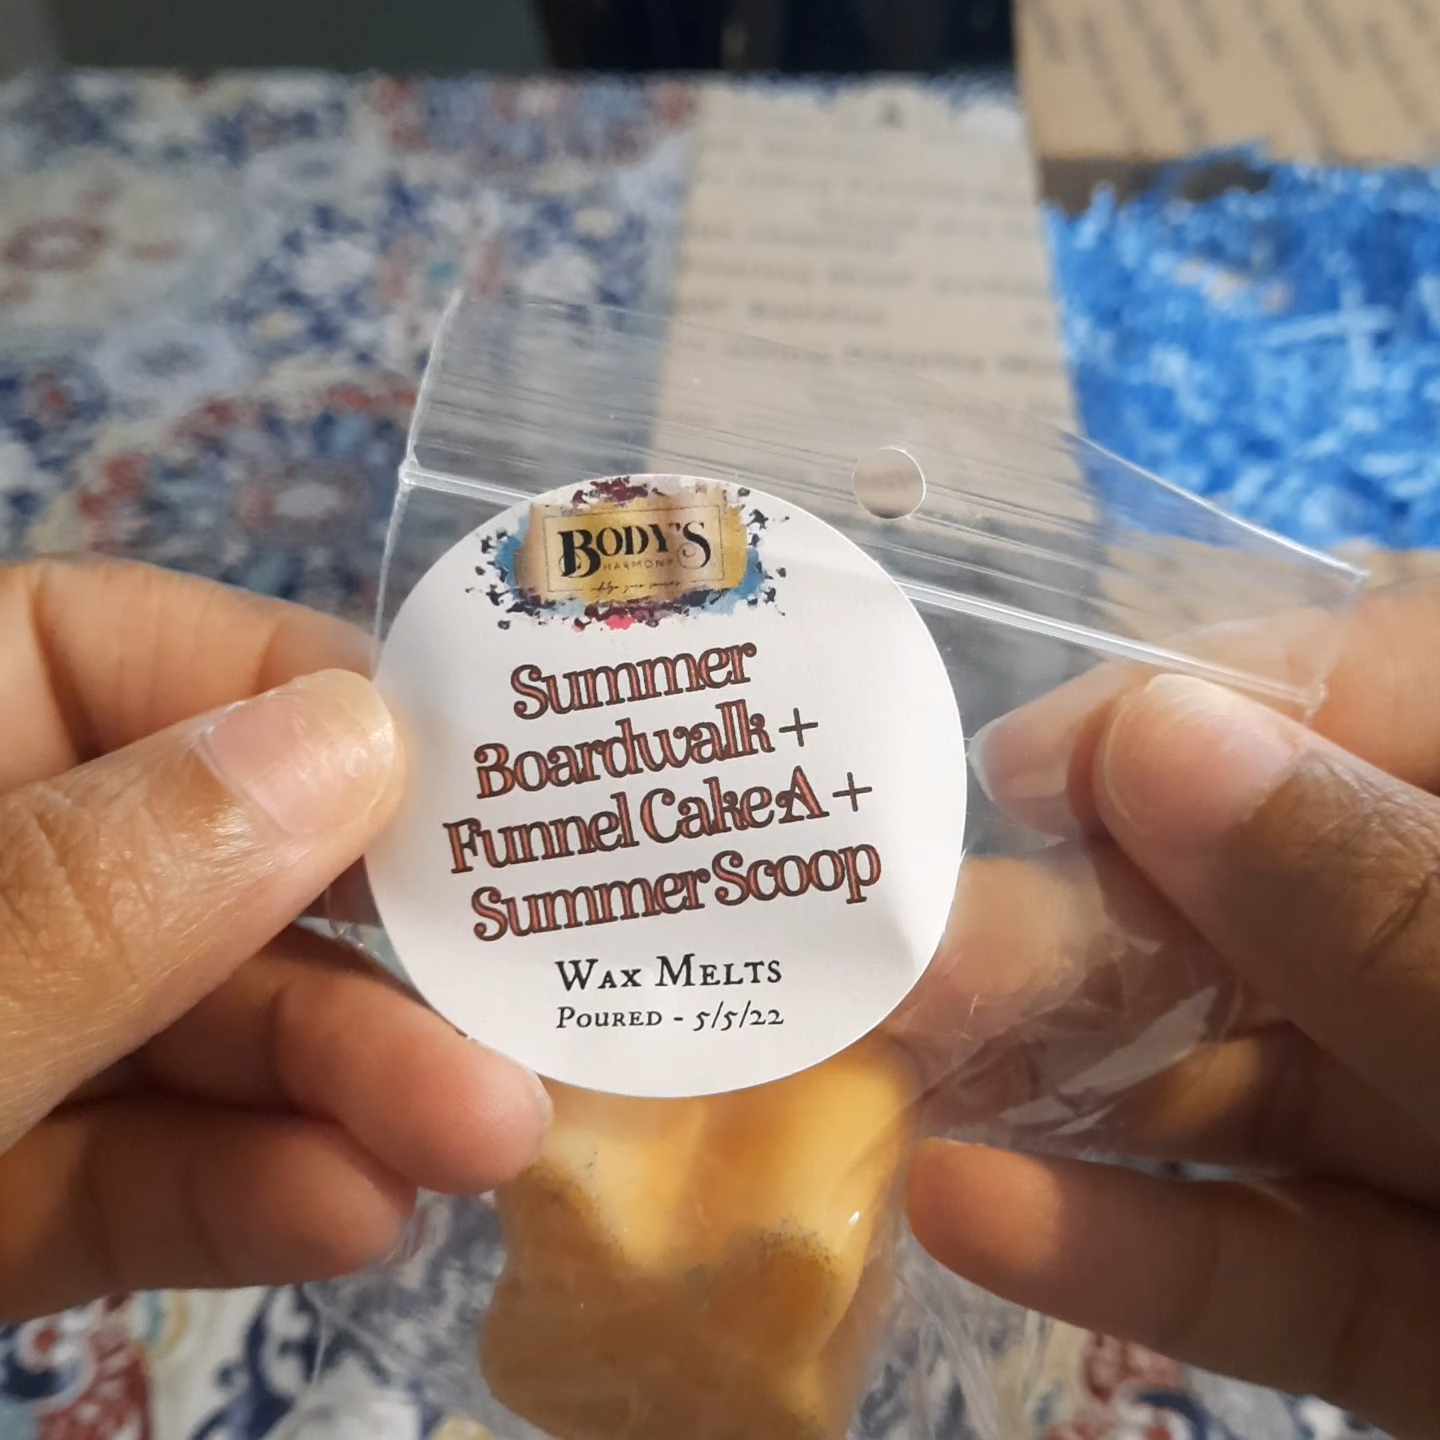 BODY'S
HARMONY
Summer
Boardwalk +
Funnel Cake A +
Summer Scoop
WAX MELTS
POURED - 5/5/22